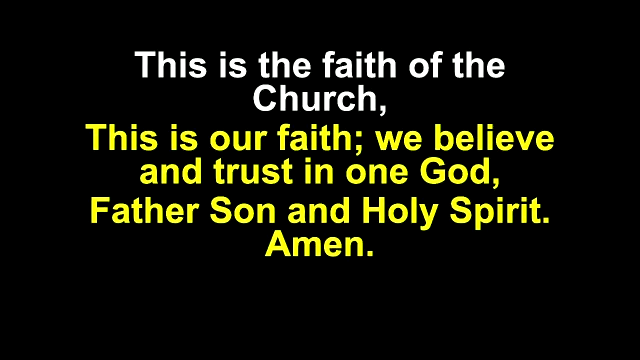 This is the faith of the
Church,
This is our faith; we believe
and trust in one God,
Father Son and Holy Spirit.
Amen.